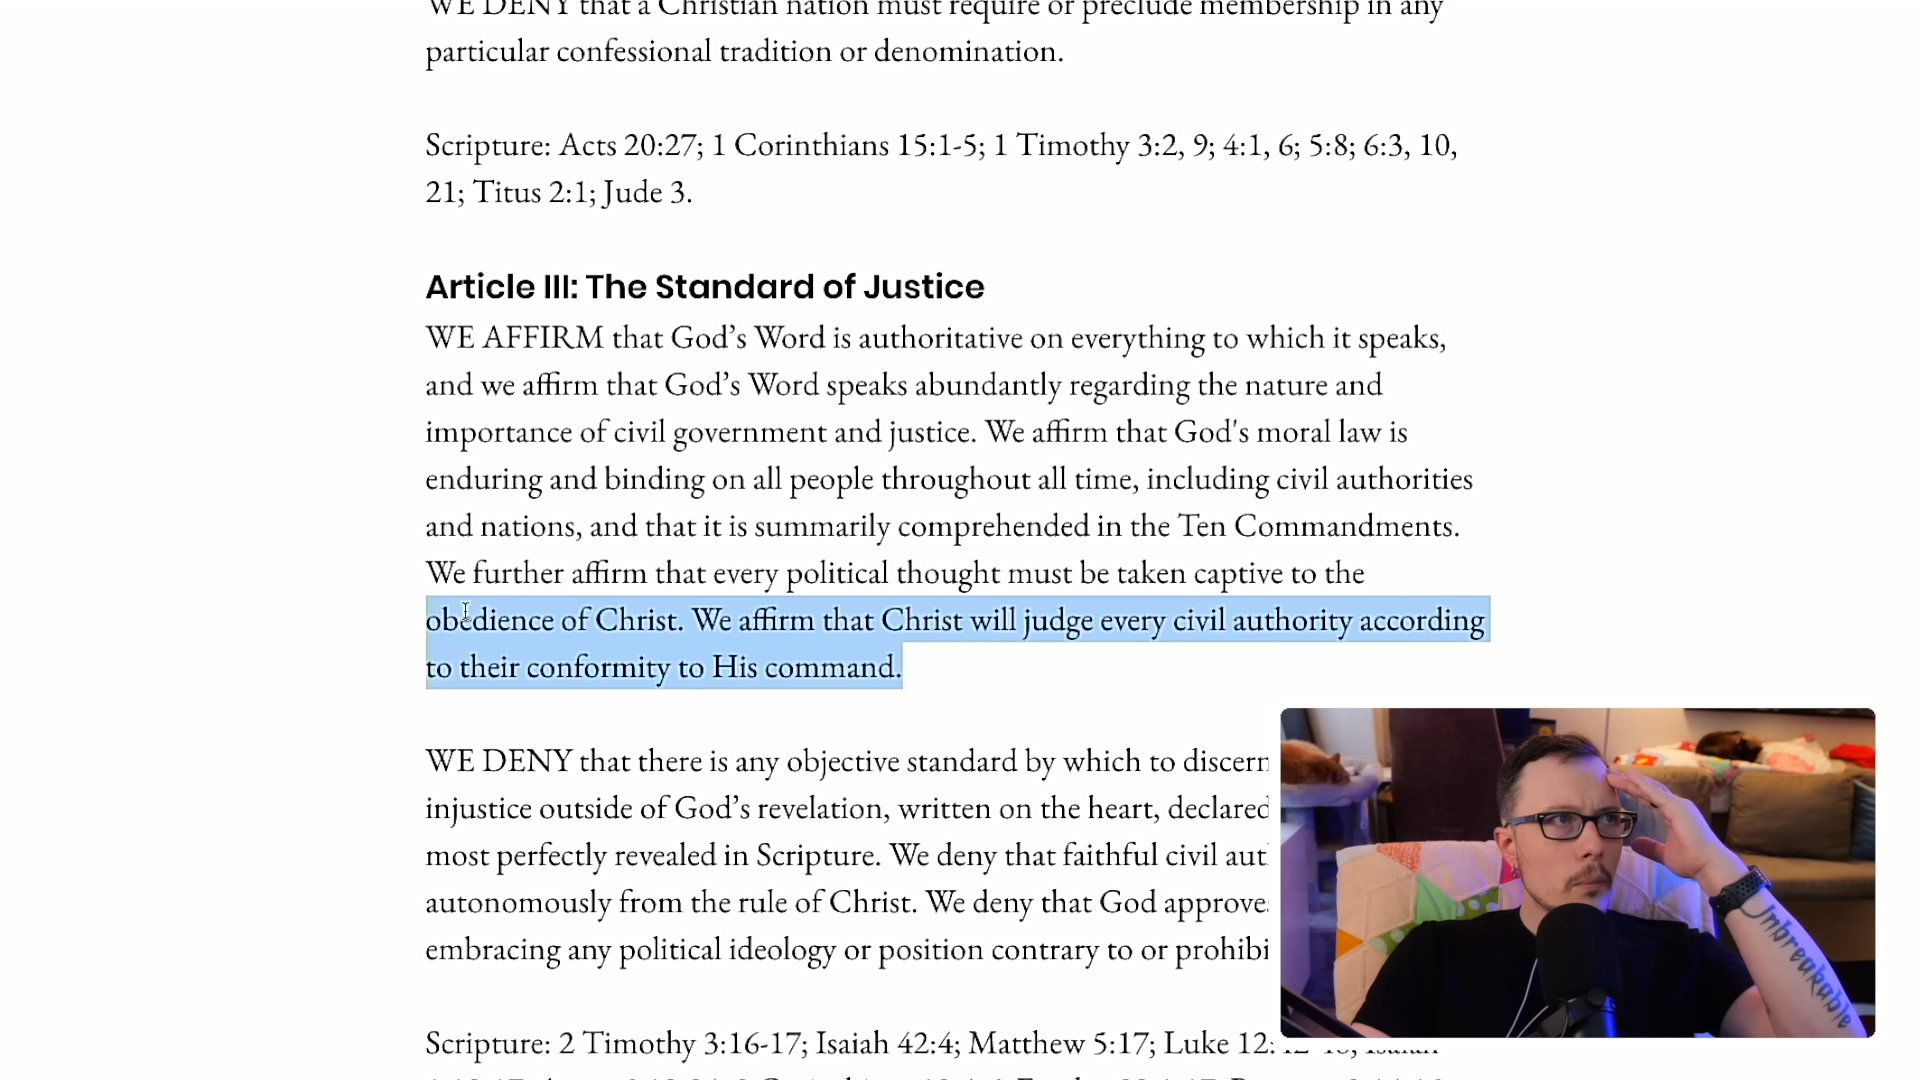 WE DENY that a Christian nation must require or preclude membership in any
particular confessional tradition or denomination.
Scripture: Acts 20:27; 1 Corinthians 15:1-5; 1 Timothy 3:2, 9; 4:1, 6; 5:8; 6:3, 10,
21; Titus 2:1; Jude 3.
Article III: The Standard of Justice
WE AFFIRM that God’s Word is authoritative on everything to which it speaks,
and we affirm that God’s Word speaks abundantly regarding the nature and
importance of civil government and justice. We affirm that God's moral law is
enduring and binding on all people throughout all time, including civil authorities
and nations, and that it is summarily comprehended in the Ten Commandments.
We further affirm that every political thought must be taken captive to the
obedience of Christ. We affirm that Christ will judge every civil authority according
to their conformity to His command.
WE DENY that there is any objective standard by which to discern
injustice outside of God’s revelation, written on the heart, declared
most perfectly revealed in Scripture. We deny that faithful civil aut
autonomously from the rule of Christ. We deny that God approve
embracing any political ideology or position contrary to or prohibi
Scripture: 2 Timothy 3:16-17; Isaiah 42:4; Matthew 5:17; Luke 12:
Unbreakable